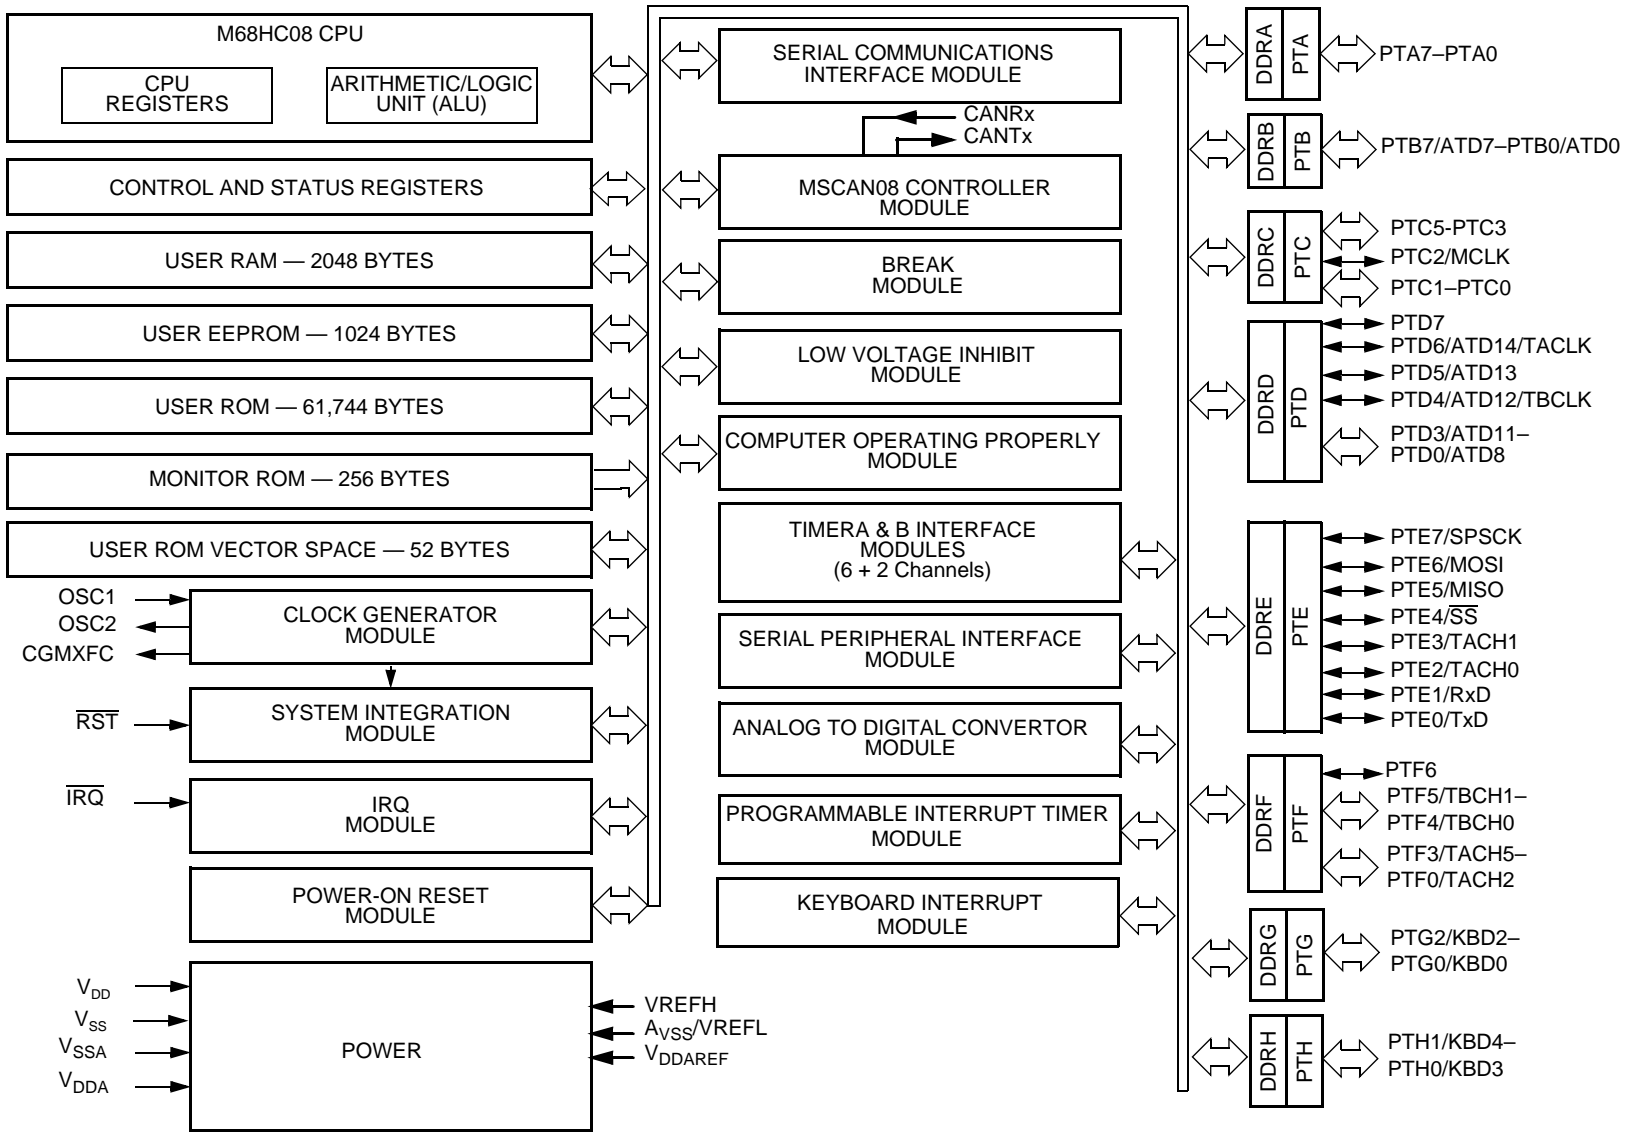 M68HC08 CPU
CPU
REGISTERS
ARITHMETIC/LOGIC
UNIT (ALU)
CONTROL AND STATUS REGISTERS
USER RAM — 2048 BYTES
USER EEPROM — 1024 BYTES
USER ROM — 61,744 BYTES
MONITOR ROM — 256 BYTES
USER ROM VECTOR SPACE — 52 BYTES
OSC1
OSC2
CGMXFC
CLOCK GENERATOR
MODULE
RST
SYSTEM INTEGRATION
MODULE
IRQ
IRQ
MODULE
POWER-ON RESET
MODULE
VDD
VSS
VSSA
VDDA
POWER
VREFH
AVSS/VREFL
VDDAREF
SERIAL COMMUNICATIONS
INTERFACE MODULE
CANRx
CANTx
MSCAN08 CONTROLLER
MODULE
BREAK
MODULE
LOW VOLTAGE INHIBIT
MODULE
COMPUTER OPERATING PROPERLY
MODULE
TIMERA & B INTERFACE
MODULES
(6 + 2 Channels)
SERIAL PERIPHERAL INTERFACE
MODULE
ANALOG TO DIGITAL CONVERTOR
MODULE
PROGRAMMABLE INTERRUPT TIMER
MODULE
KEYBOARD INTERRUPT
MODULE
DDRA
PTA
PTA7–PTA0
DDRB
PTB
PTB7/ATD7–PTB0/ATD0
DDRC
PTC
PTC5-PTC3
PTC2/MCLK
PTC1–PTC0
DDRD
PTD
PTD7
PTD6/ATD14/TACLK
PTD5/ATD13
PTD4/ATD12/TBCLK
PTD3/ATD11–
PTD0/ATD8
DDRE
PTE
PTE7/SPSCK
PTE6/MOSI
PTE5/MISO
PTE4/SS
PTE3/TACH1
PTE2/TACH0
PTE1/RxD
PTE0/TxD
DDRF
PTF
PTF6
PTF5/TBCH1–
PTF4/TBCH0
PTF3/TACH5–
PTF0/TACH2
DDRG
PTG
PTG2/KBD2–
PTG0/KBD0
DDRH
PTH
PTH1/KBD4–
PTH0/KBD3